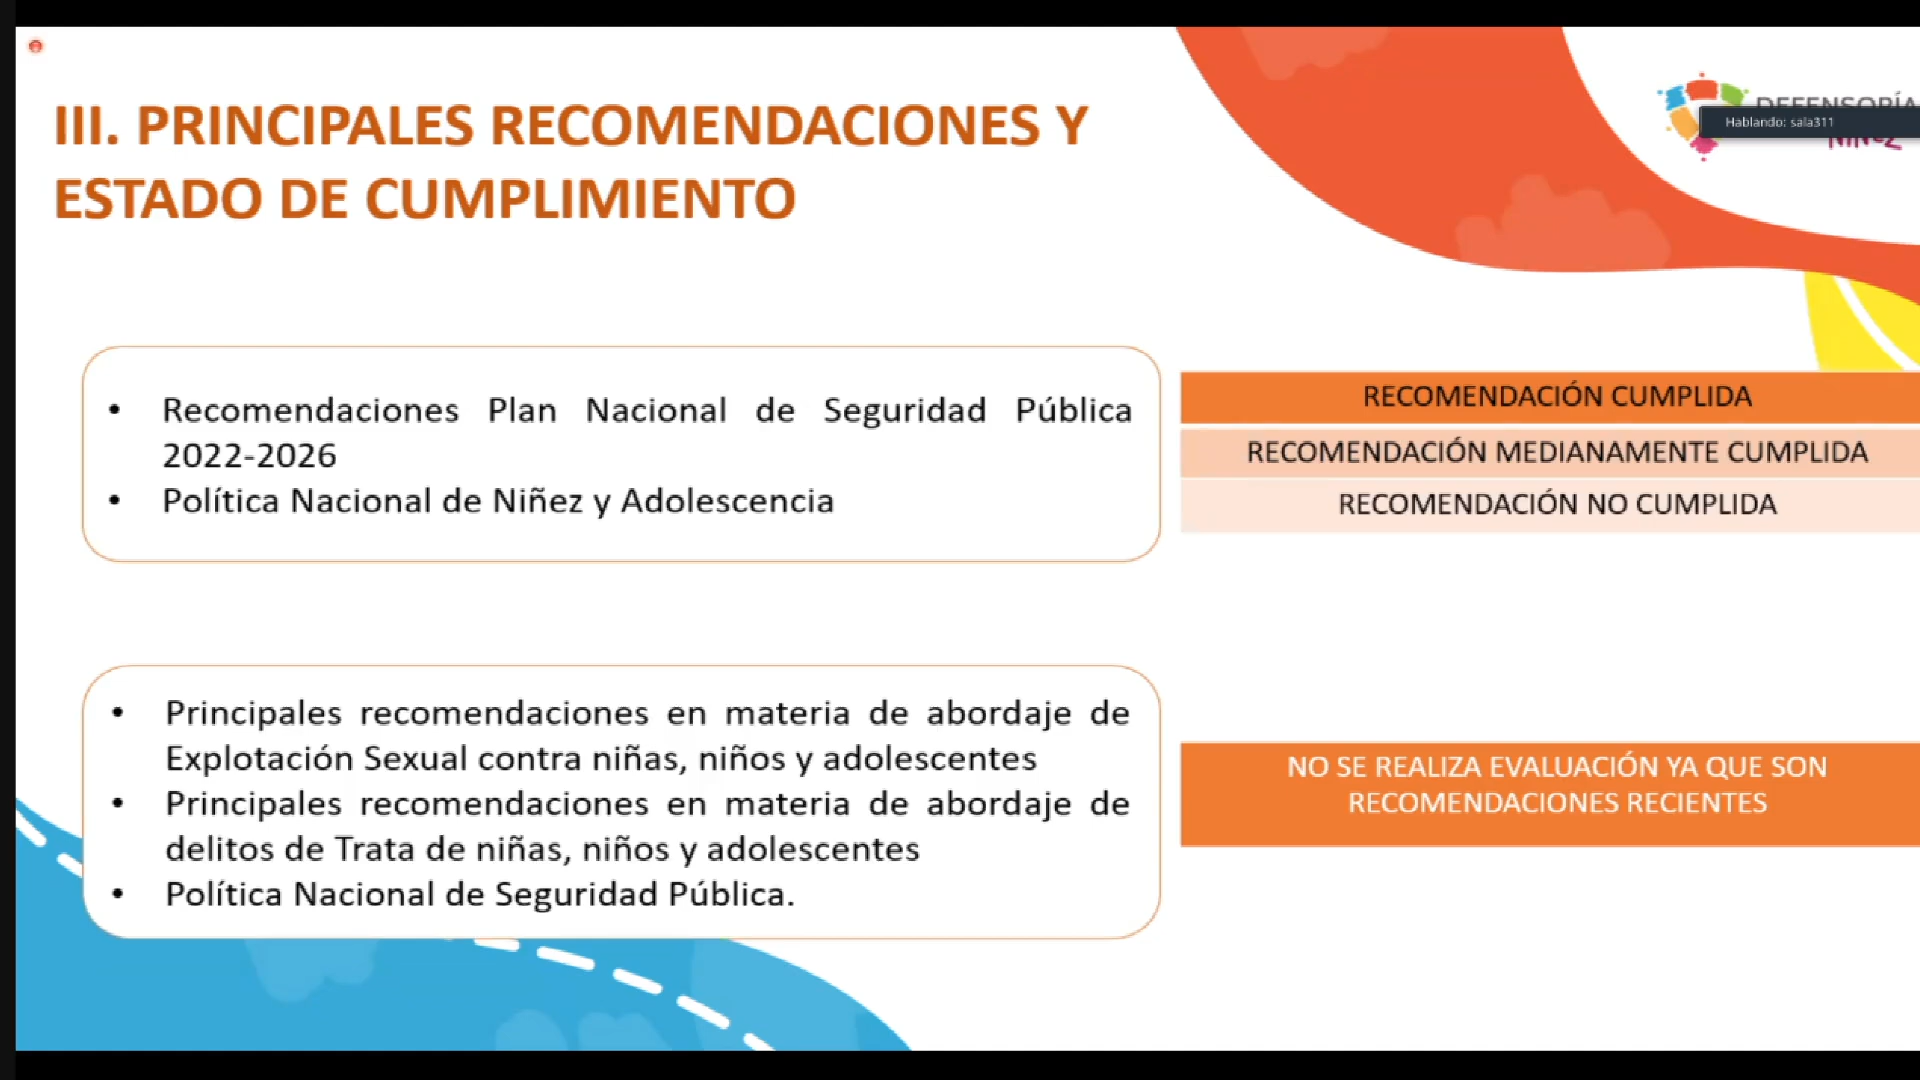 III. PRINCIPALES RECOMENDACIONES Y
ESTADO DE CUMPLIMIENTO
Hablando: sala311
• Recomendaciones Plan Nacional de Seguridad Pública
2022-2026
• Política Nacional de Niñez y Adolescencia
RECOMENDACIÓN CUMPLIDA
RECOMENDACIÓN MEDIANAMENTE CUMPLIDA
RECOMENDACIÓN NO CUMPLIDA
• Principales recomendaciones en materia de abordaje de
Explotación Sexual contra niñas, niños y adolescentes
• Principales recomendaciones en materia de abordaje de
delitos de Trata de niñas, niños y adolescentes
• Política Nacional de Seguridad Pública.
NO SE REALIZA EVALUACIÓN YA QUE SON
RECOMENDACIONES RECIENTES